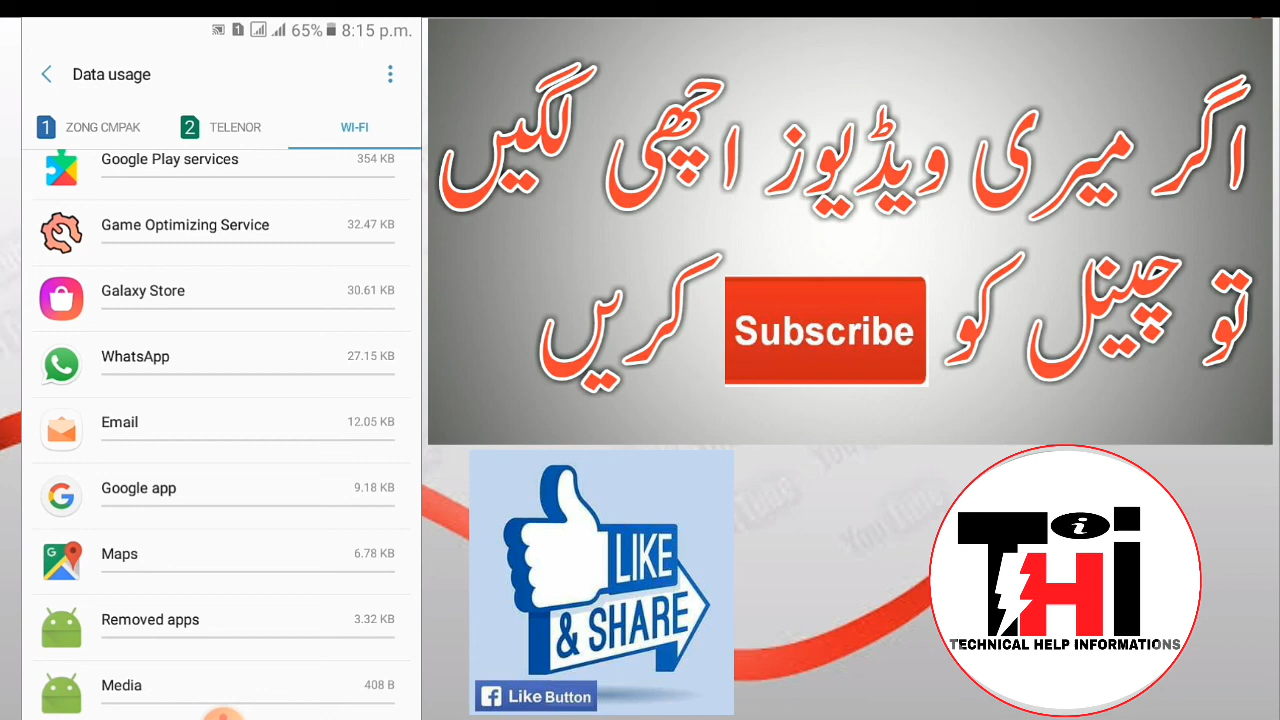 65% 8:15 p.m.
Data usage
1 ZONG CMPAK 2 TELENOR WI-FI
Google Play services 354 KB
Game Optimizing Service 32.47 KB
Galaxy Store 30.61 KB
WhatsApp 27.15 KB
Email 12.05 KB
Google app 9.18 KB
Maps 6.78 KB
Removed apps 3.32 KB
Media 408 B
اگر میری ویڈیوز اچھی لگیں
تو چینل کو Subscribe کریں
LIKE
& SHARE
Like Button
THi
TECHNICAL HELP INFORMATIONS